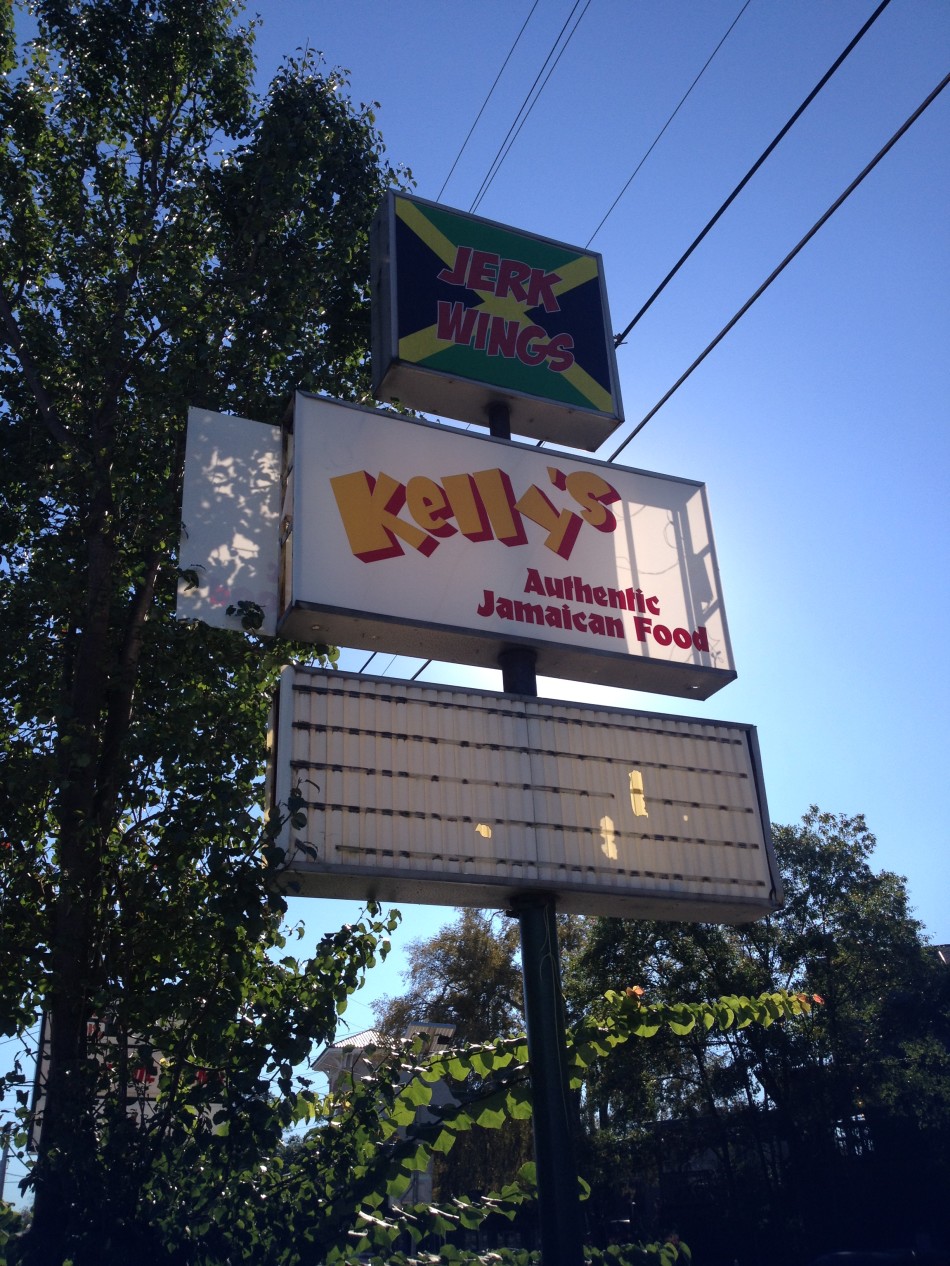 JERK
WINGS
Kelly's
Authentic
Jamaican Food